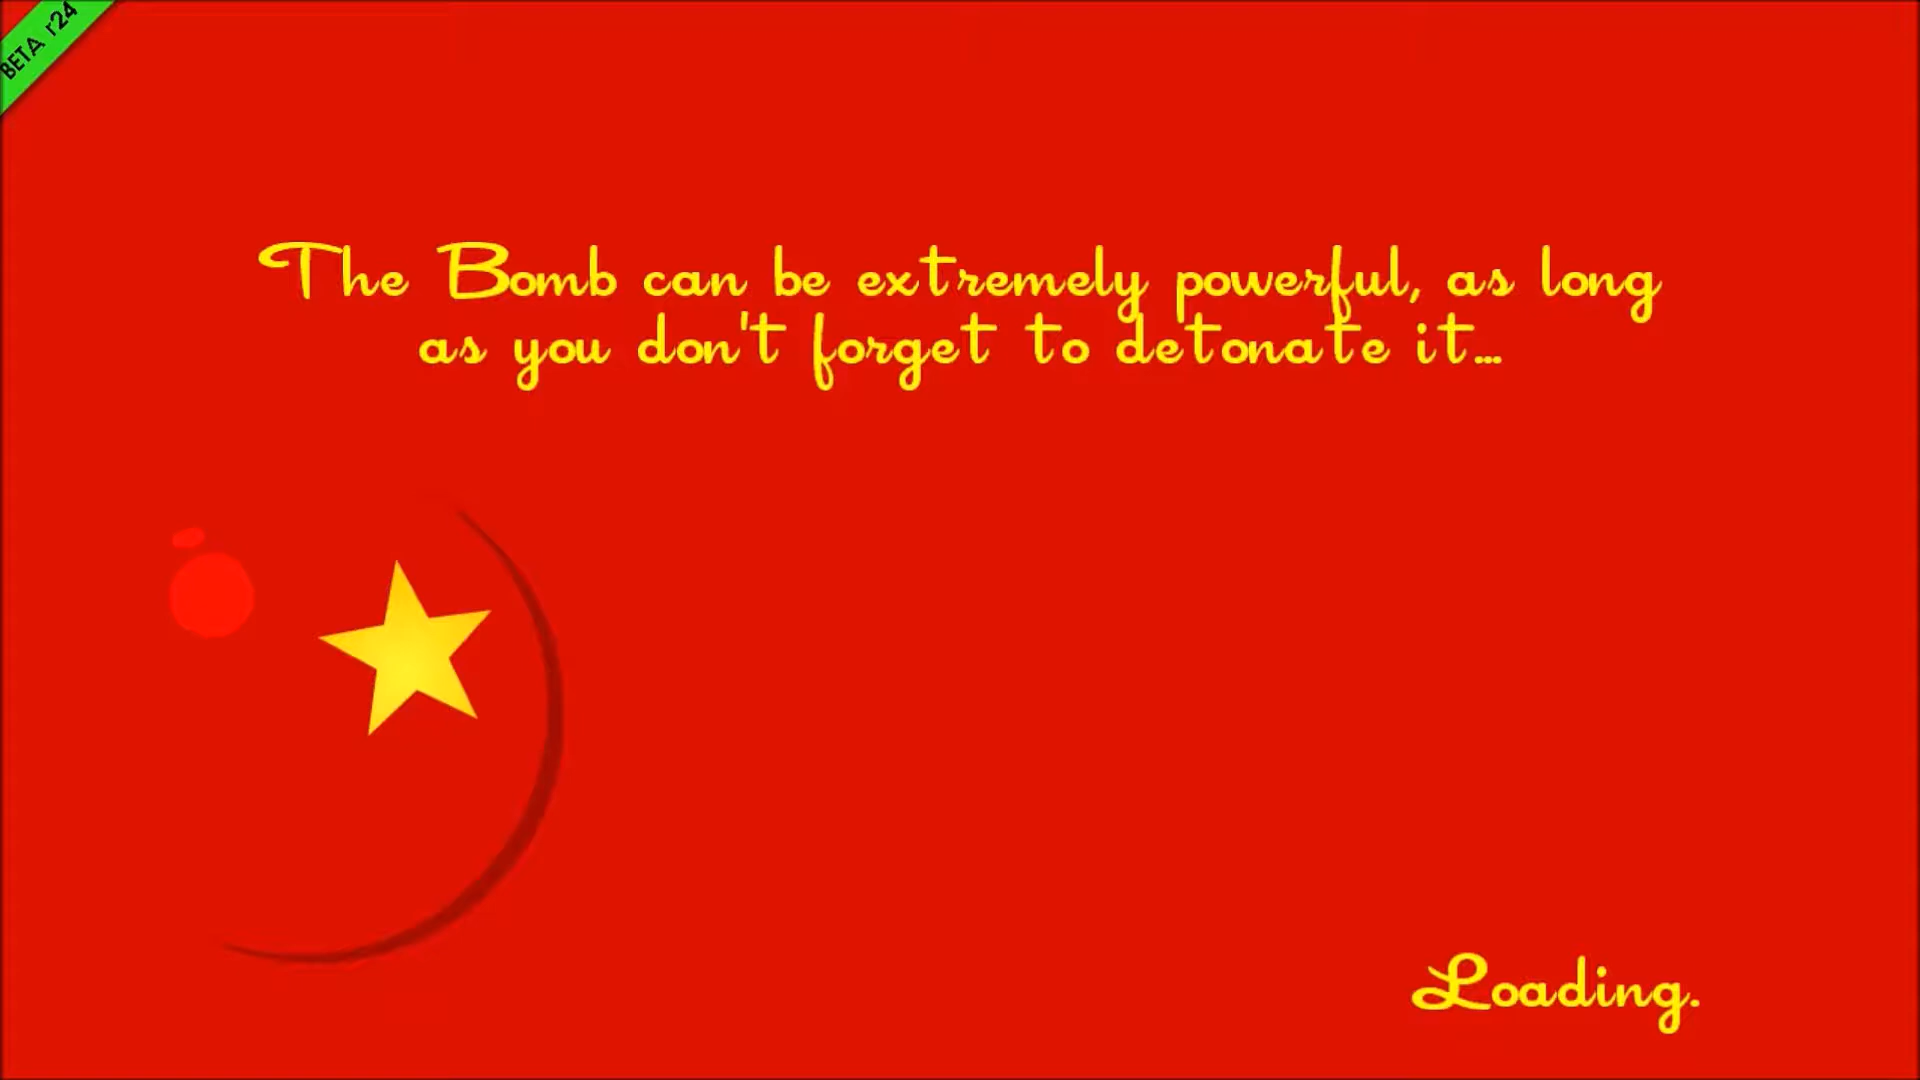 BETA r24
The Bomb can be extremely powerful, as long
as you don't forget to detonate it...
Loading.